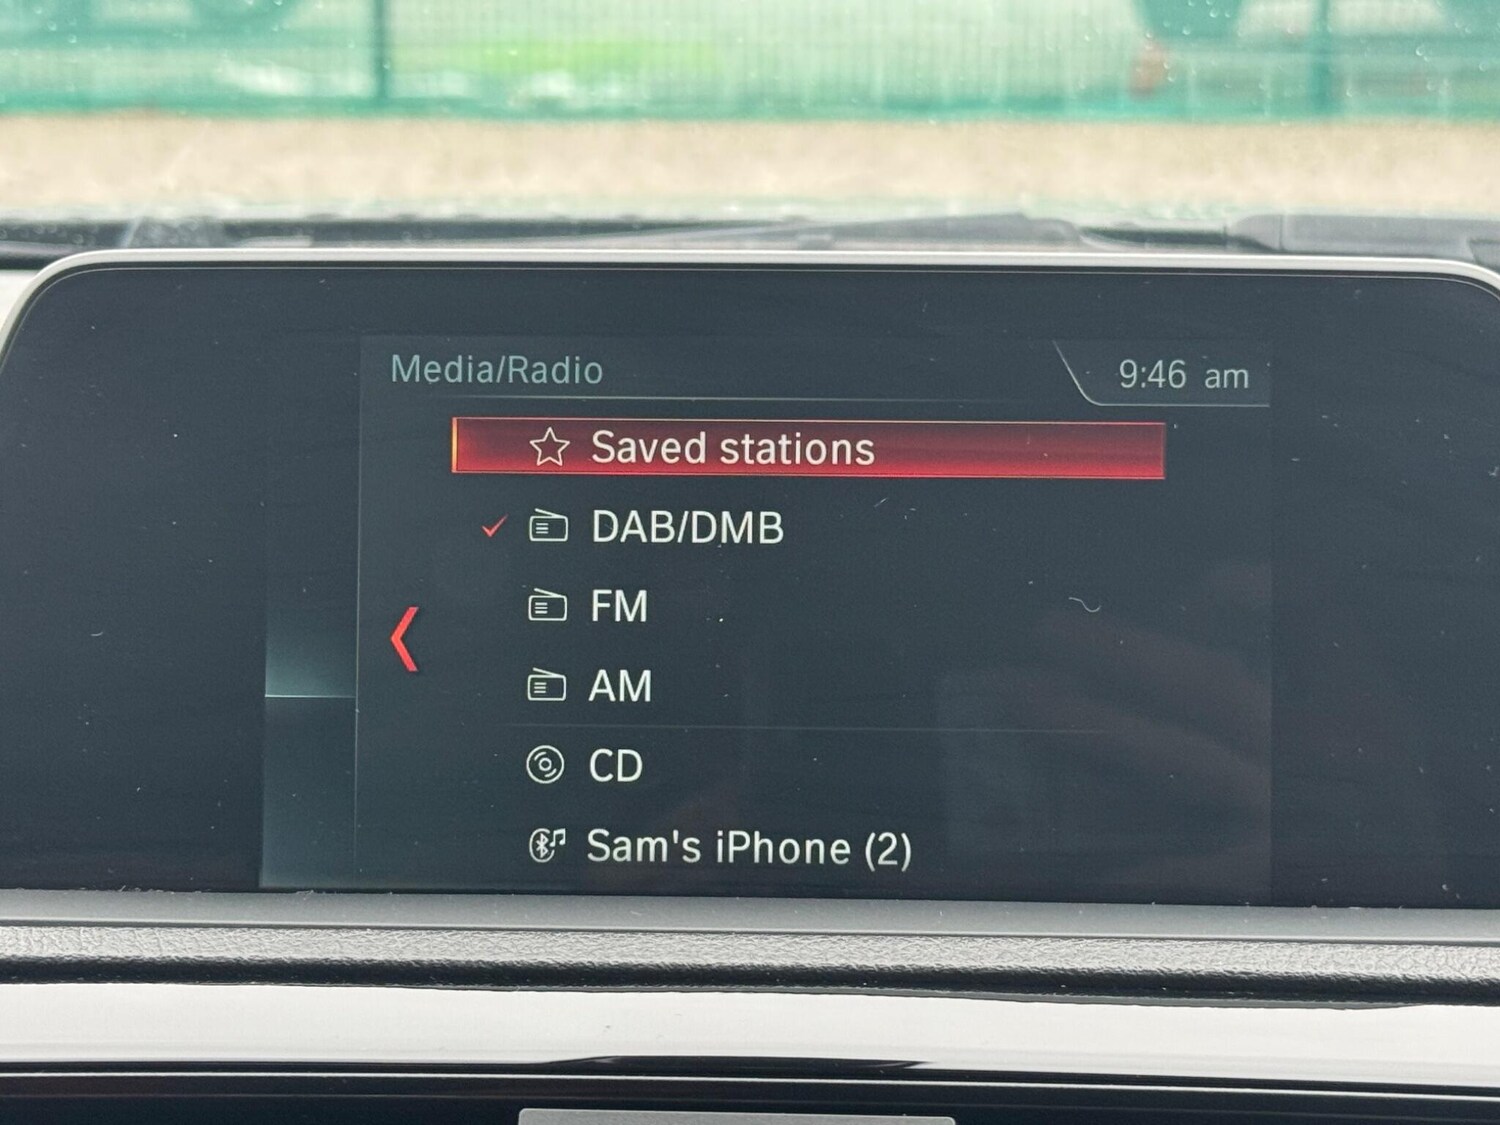 Media/Radio
9:46 am
Saved stations
DAB/DMB
FM
AM
CD
Sam's iPhone (2)